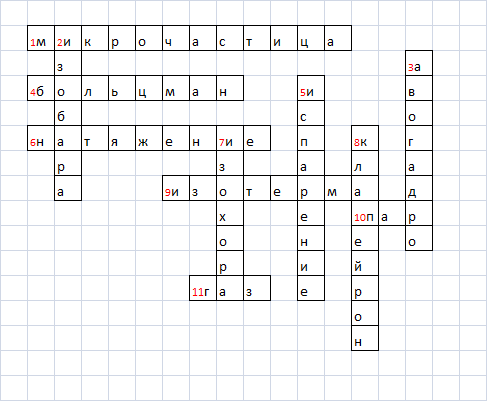 1м 2и к р о ч а с т и ц а
з 3а
4б о л ь ц м а н 5и в
б с о
6н а т я ж е н 7и е п 8к г
р з а л а
а 9и з о т е р м а д
х е 10п а р
о н е о
р и й
11г а з е р
о
н